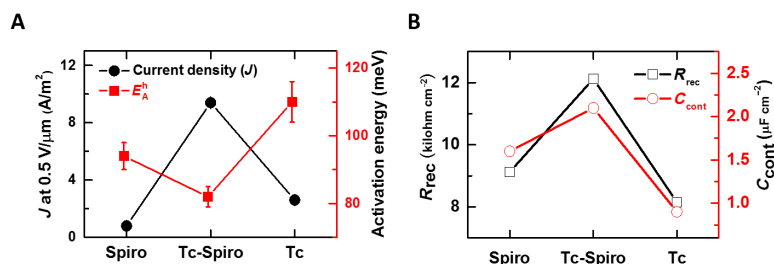 A
J at 0.5 V/μm (A/m²)
12
8
4
0
Current density (J)
E_A^h
120
100
80
Activation energy (meV)
Spiro
Tc-Spiro
Tc
B
R_rec (kilohm cm⁻²)
12
10
8
R_rec
C_cont
2.5
2.0
1.5
1.0
C_cont (μF cm⁻²)
Spiro
Tc-Spiro
Tc